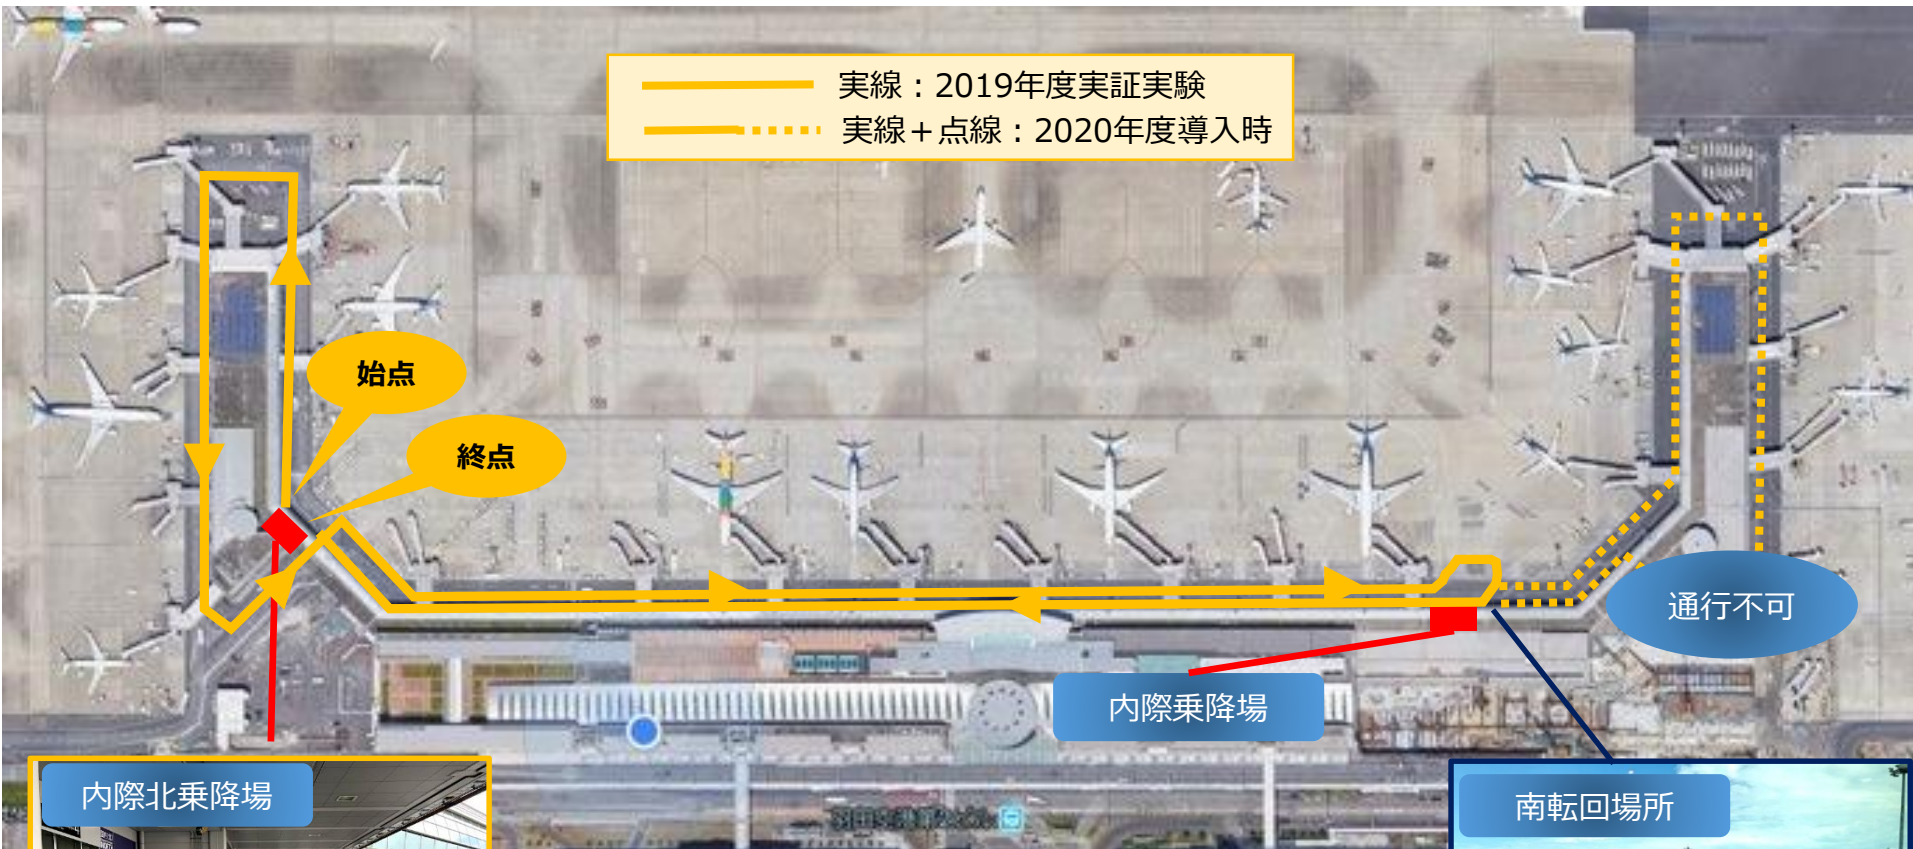 実線：2019年度実証実験
実線＋点線：2020年度導入時
始点
終点
通行不可
内際乗降場
内際北乗降場
南転回場所